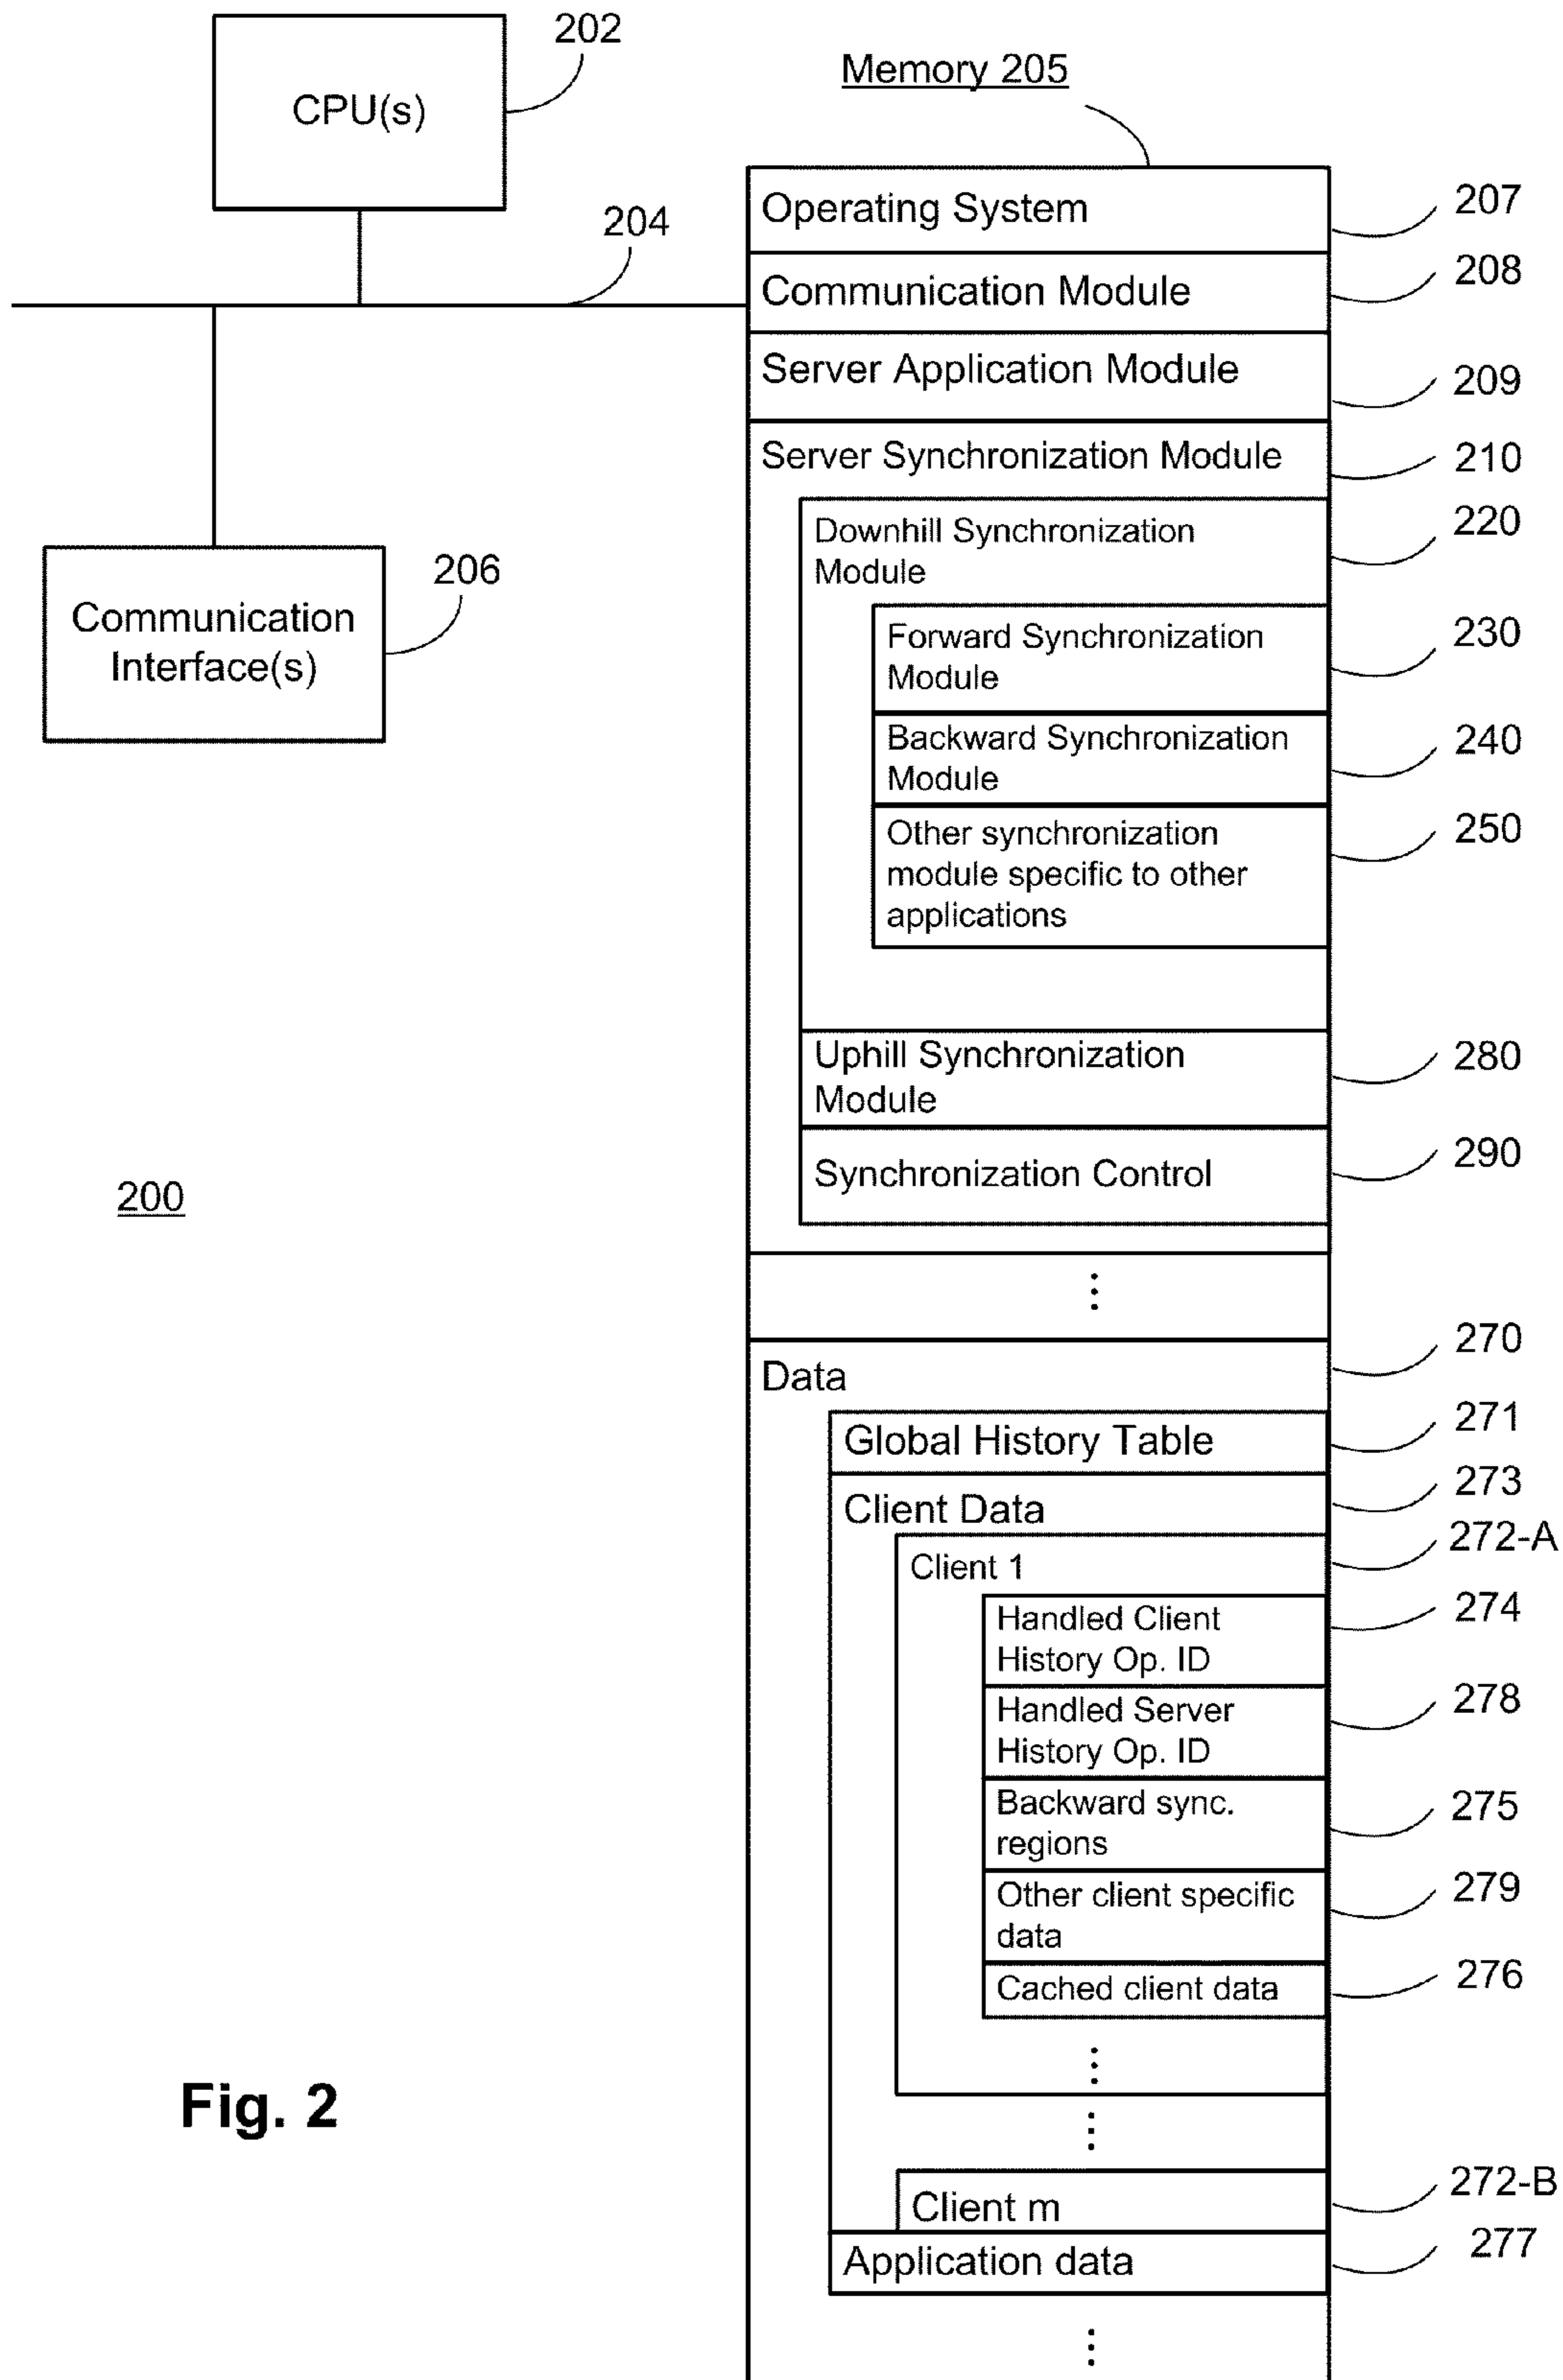 202
CPU(s)
Memory 205
204
Operating System
207
Communication Module
208
Server Application Module
209
Server Synchronization Module
210
Downhill Synchronization
Module
220
206
Communication
Interface(s)
Forward Synchronization
Module
230
Backward Synchronization
Module
240
Other synchronization
module specific to other
applications
250
Uphill Synchronization
Module
280
Synchronization Control
290
200
⋮
Data
270
Global History Table
271
Client Data
273
Client 1
272-A
Handled Client
History Op. ID
274
Handled Server
History Op. ID
278
Backward sync.
regions
275
Other client specific
data
279
Cached client data
276
⋮
Fig. 2
⋮
Client m
272-B
Application data
277
⋮